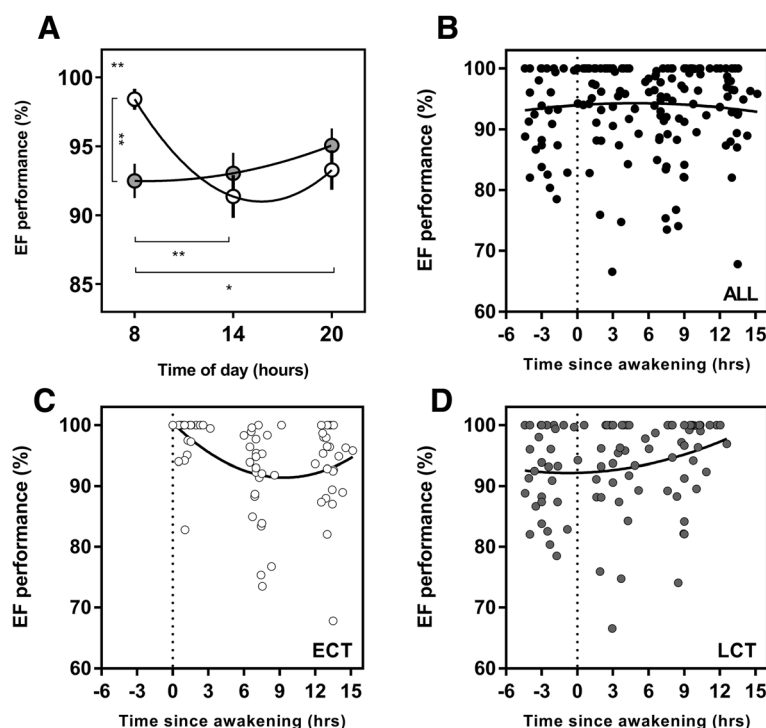 A
EF performance (%)
100
95
90
85
**
**
**
*
8 14 20
Time of day (hours)
B
EF performance (%)
100
90
80
70
60
ALL
-6 -3 0 3 6 9 12 15
Time since awakening (hrs)
C
EF performance (%)
100
90
80
70
60
ECT
-6 -3 0 3 6 9 12 15
Time since awakening (hrs)
D
EF performance (%)
100
90
80
70
60
LCT
-6 -3 0 3 6 9 12 15
Time since awakening (hrs)